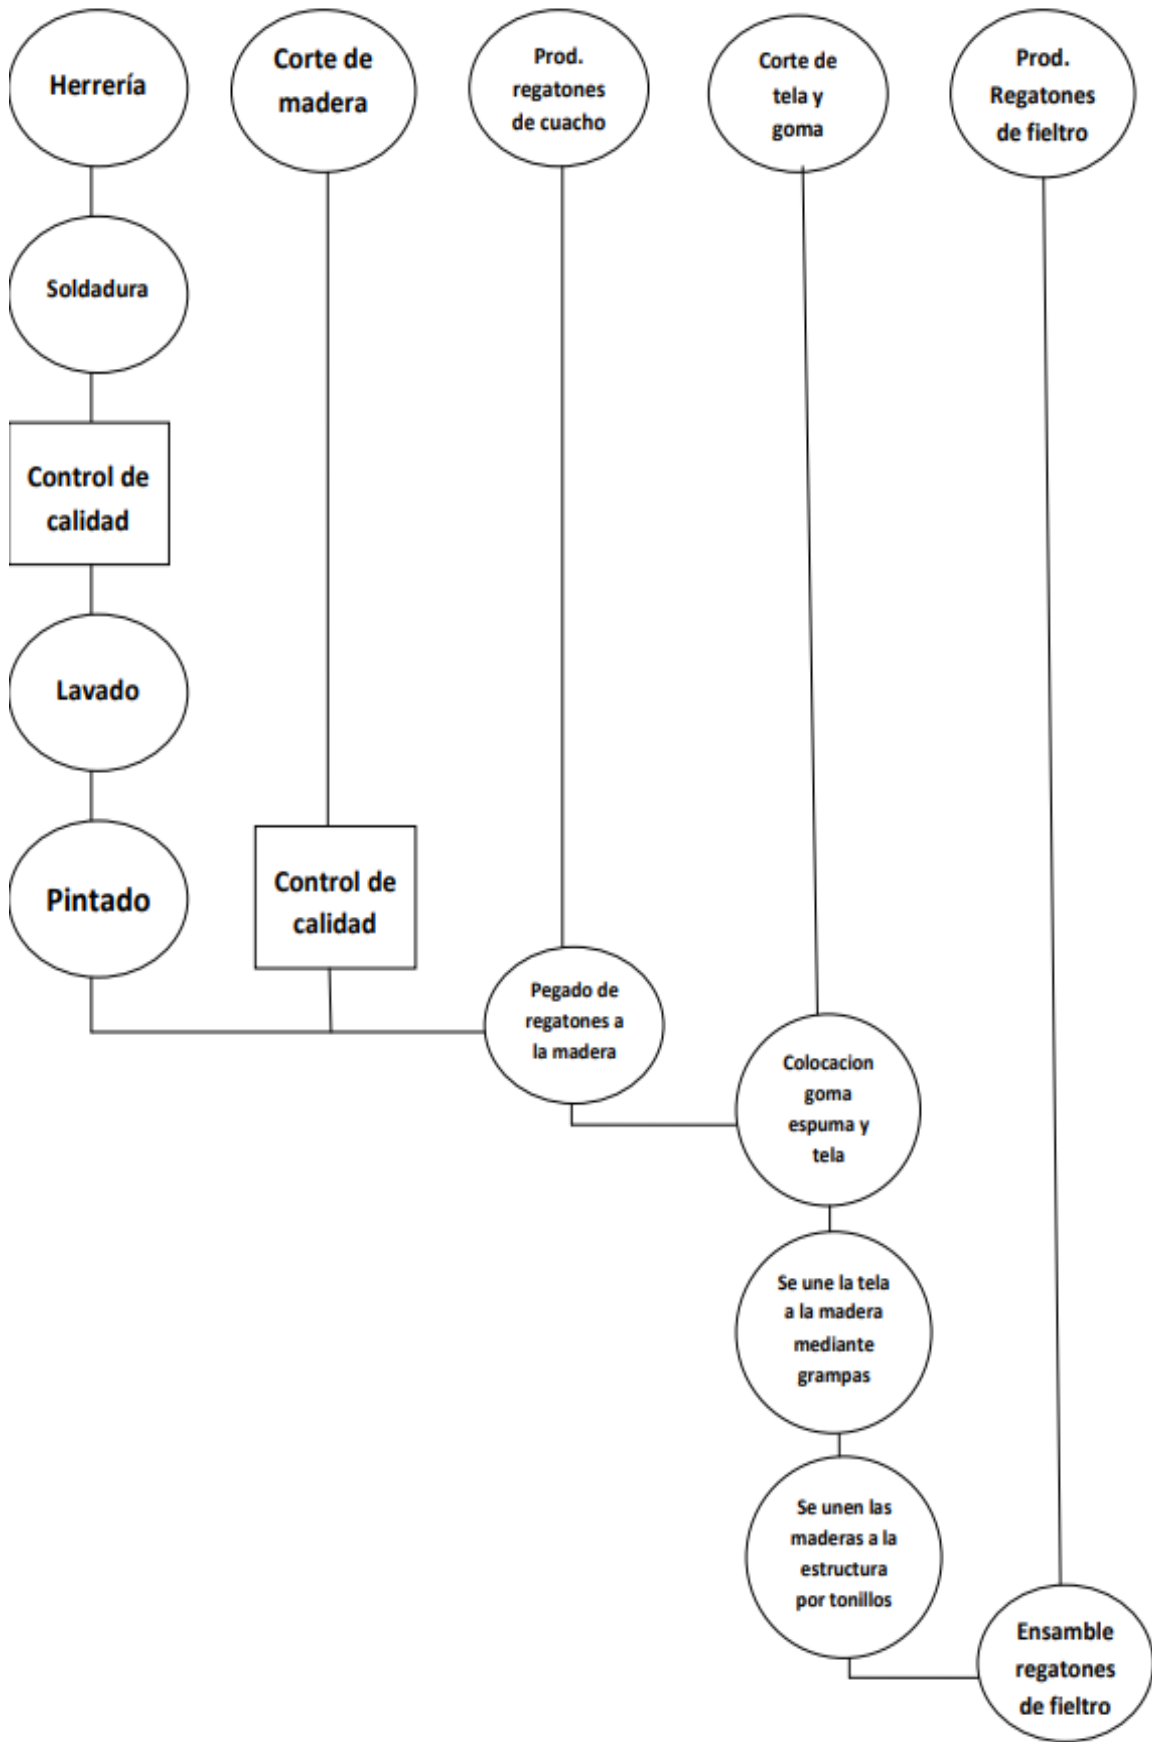 Herrería
Corte de
madera
Prod.
regatones
de cuacho
Corte de
tela y
goma
Prod.
Regatones
de fieltro
Soldadura
Control de
calidad
Lavado
Pintado
Control de
calidad
Pegado de
regatones a
la madera
Colocacion
goma
espuma y
tela
Se une la tela
a la madera
mediante
grampas
Se unen las
maderas a la
estructura
por tonillos
Ensamble
regatones
de fieltro